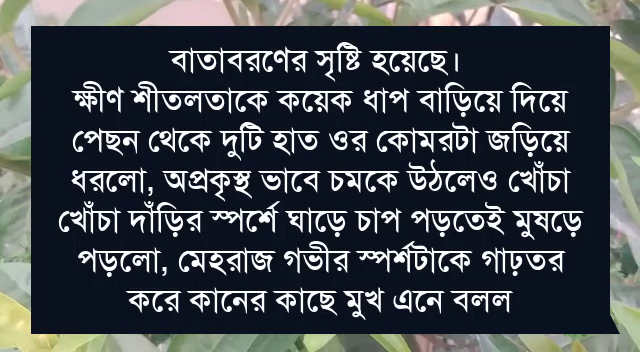 বাতাবরণের সৃষ্টি হয়েছে।
ক্ষীণ শীতলতাকে কয়েক ধাপ বাড়িয়ে দিয়ে
পেছন থেকে দুটি হাত ওর কোমরটা জড়িয়ে
ধরলো, অপ্রকৃস্থ ভাবে চমকে উঠলেও খোঁচা
খোঁচা দাঁড়ির স্পর্শে ঘাড়ে চাপ পড়তেই মুষড়ে
পড়লো, মেহরাজ গভীর স্পর্শটাকে গাঢ়তর
করে কানের কাছে মুখ এনে বলল